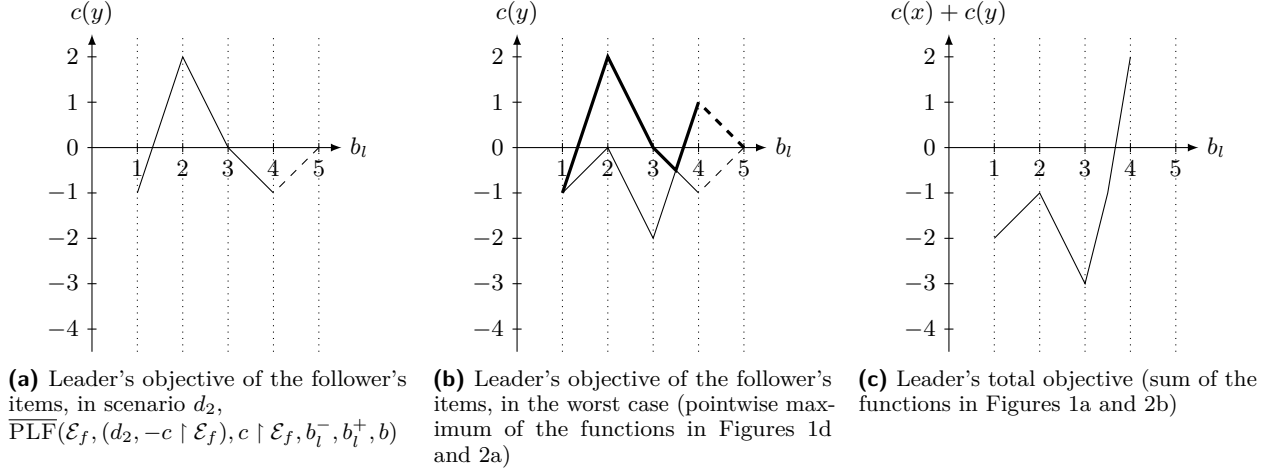 c(y)
2
1
0
−1
−2
−3
−4
1 2 3 4 5
b_l
c(y)
2
1
0
−1
−2
−3
−4
1 2 3 4 5
b_l
c(x) + c(y)
2
1
0
−1
−2
−3
−4
1 2 3 4 5
b_l
(a) Leader's objective of the follower's
items, in scenario d₂,
P̅L̅F̅(ℰ_f, (d₂, −c ↾ ℰ_f), c ↾ ℰ_f, b_l^−, b_l^+, b)
(b) Leader's objective of the follower's
items, in the worst case (pointwise max-
imum of the functions in Figures 1d
and 2a)
(c) Leader's total objective (sum of the
functions in Figures 1a and 2b)